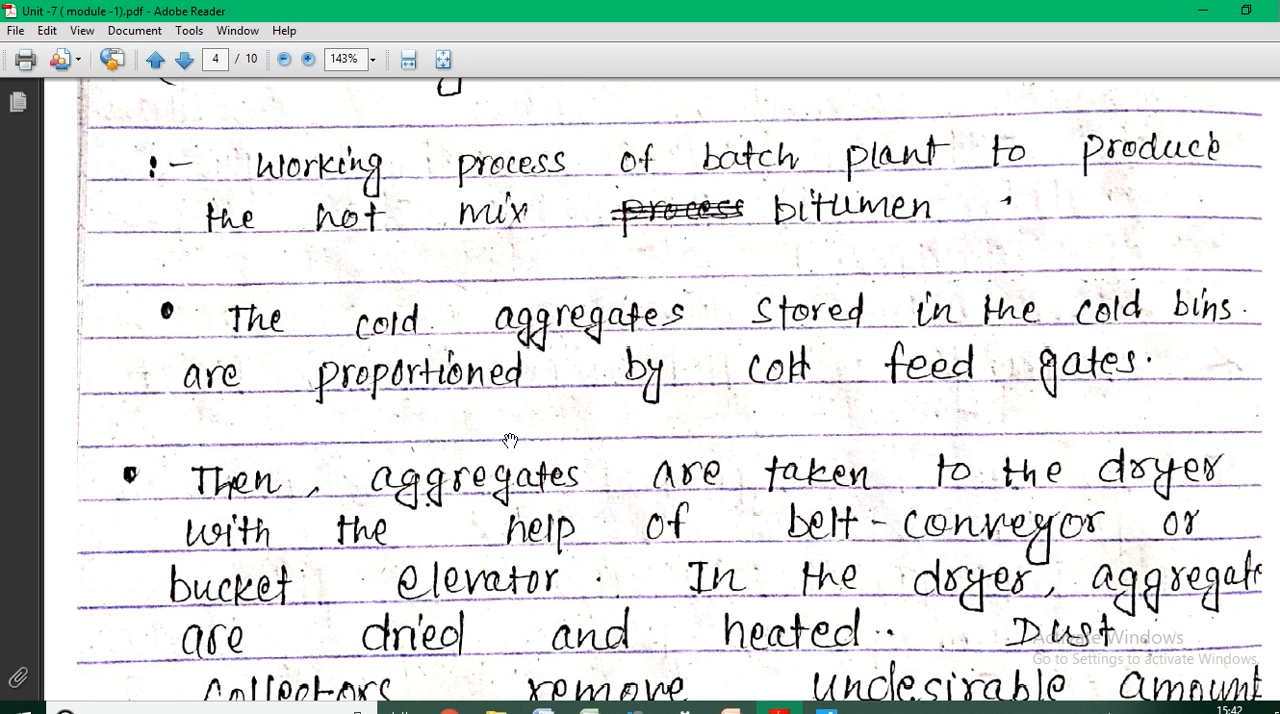 Unit -7 ( module -1).pdf - Adobe Reader
File Edit View Document Tools Window Help
4 / 10 143%
:- Working process of batch plant to produce
the hot mix process bitumen .
• The cold aggregates stored in the cold bins.
are proportioned by cold feed gates.
• Then, aggregates are taken to the dryer
with the help of belt-conveyor or
bucket elevator. In the dryer, aggregate
are dried and heated. Dust
Activate Windows
Go to Settings to activate Windows.
collectors remove undesirable amount
15:42